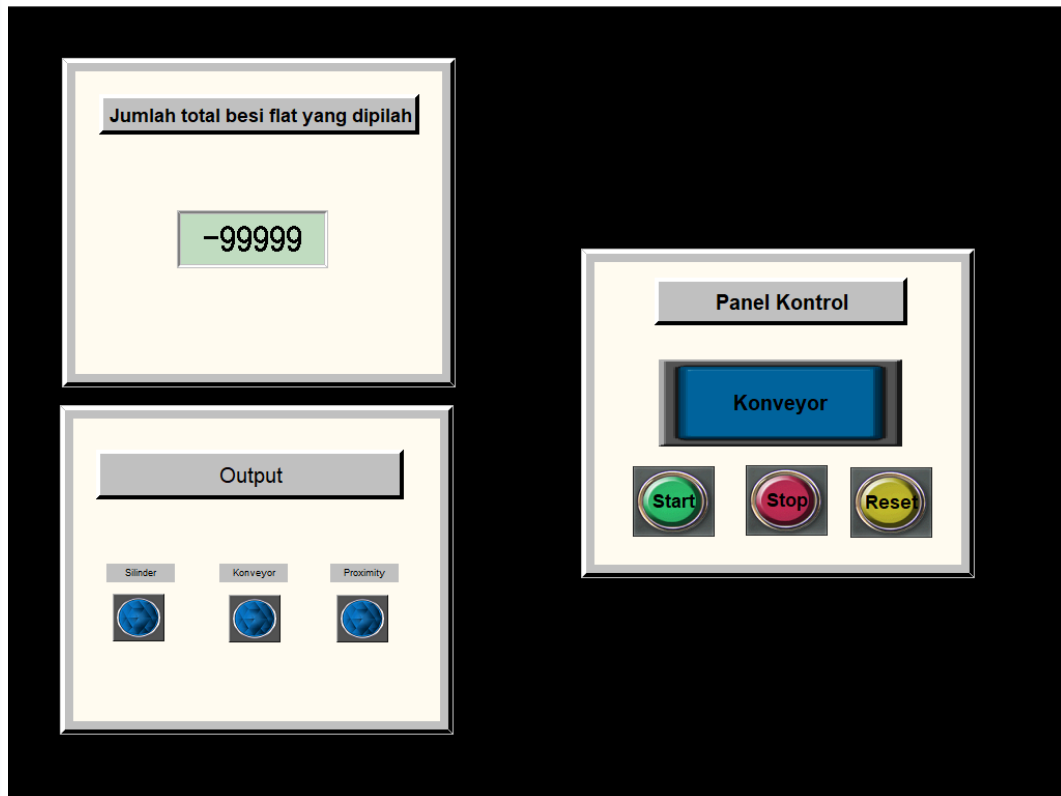 Jumlah total besi flat yang dipilah
-99999
Output
Silinder Konveyor Proximity
Panel Kontrol
Konveyor
Start Stop Reset